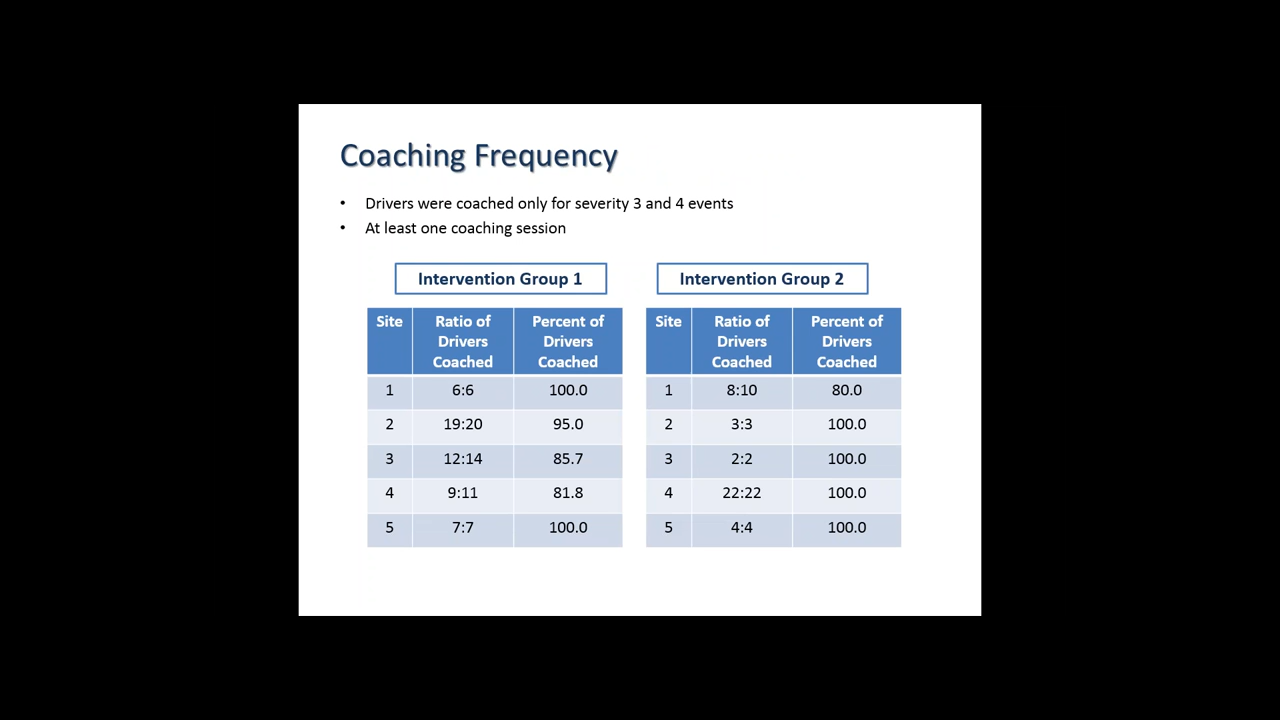 Coaching Frequency
• Drivers were coached only for severity 3 and 4 events
• At least one coaching session
Intervention Group 1
Site Ratio of Drivers Coached Percent of Drivers Coached
1 6:6 100.0
2 19:20 95.0
3 12:14 85.7
4 9:11 81.8
5 7:7 100.0
Intervention Group 2
Site Ratio of Drivers Coached Percent of Drivers Coached
1 8:10 80.0
2 3:3 100.0
3 2:2 100.0
4 22:22 100.0
5 4:4 100.0